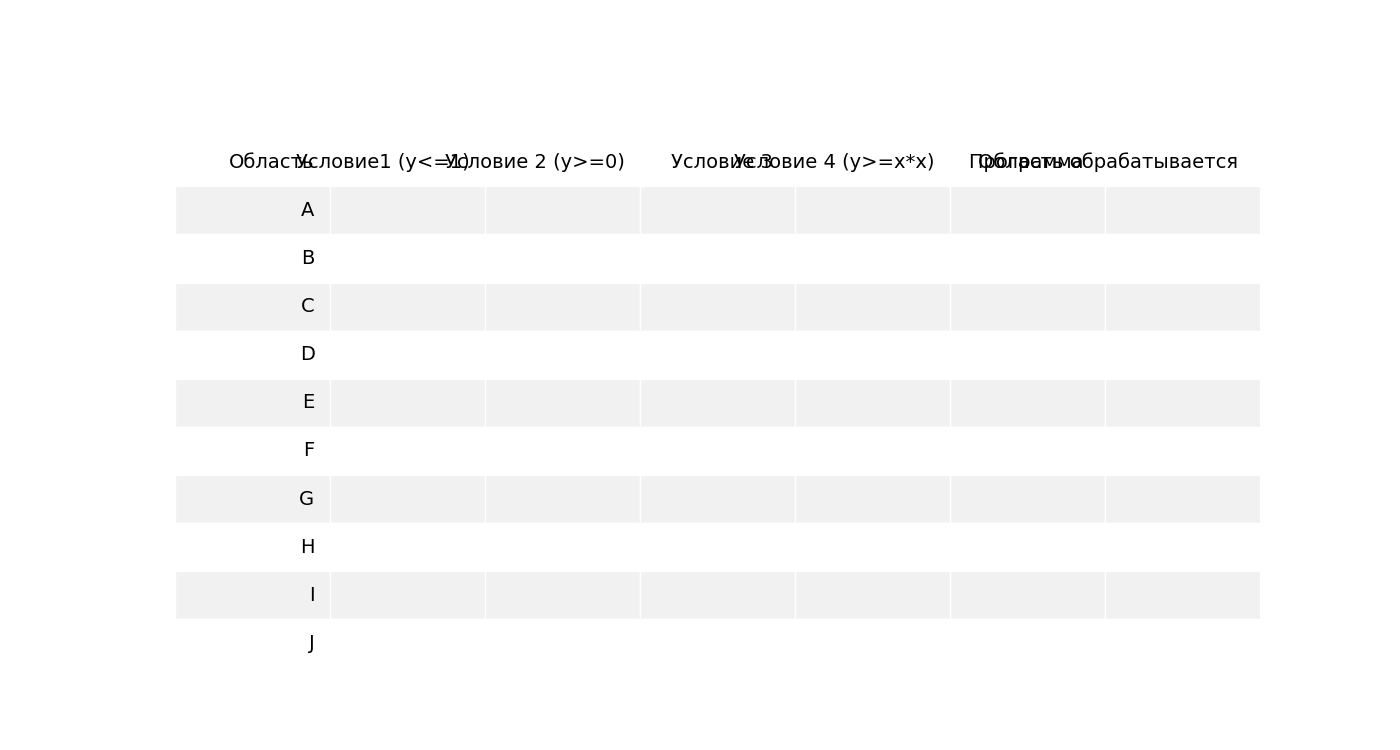 Область Условие1 (y<=1) Условие 2 (y>=0) Условие 3 Условие 4 (y>=x*x) Программа Область обрабатывается
A
B
C
D
E
F
G
H
I
J